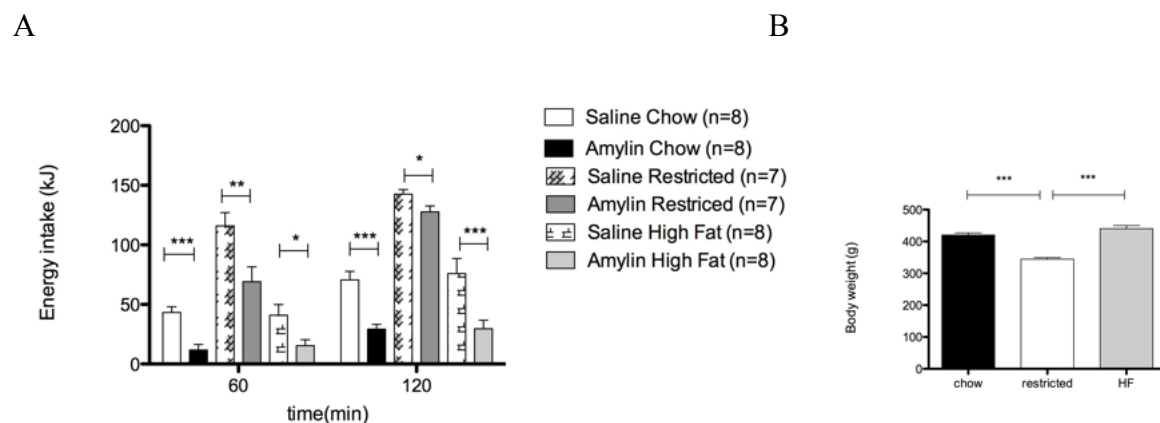 A
B
Energy intake (kJ)
200
150
100
50
0
***
**
*
***
*
***
60
120
time(min)
Saline Chow (n=8)
Amylin Chow (n=8)
Saline Restricted (n=7)
Amylin Restriced (n=7)
Saline High Fat (n=8)
Amylin High Fat (n=8)
*** ***
Body weight (g)
500
400
300
200
100
0
chow restricted HF